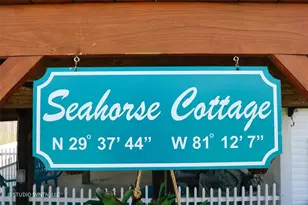 Seahorse Cottage
N 29° 37' 44" W 81° 12' 7"